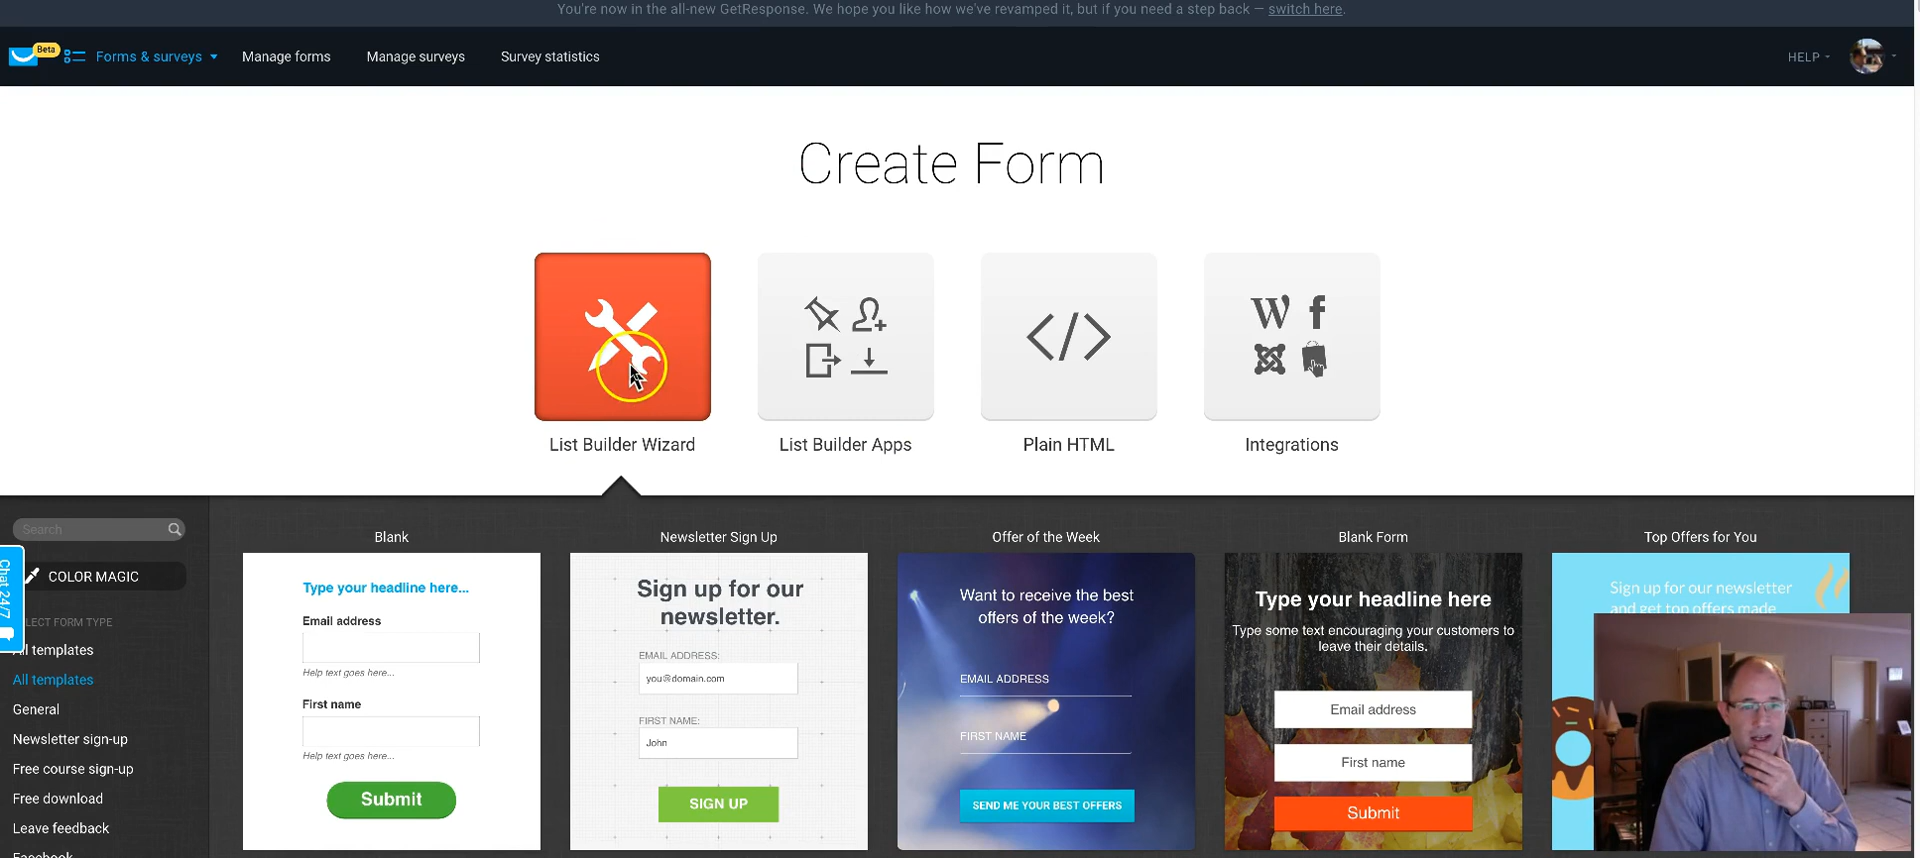 You're now in the all-new GetResponse. We hope you like how we've revamped it, but if you need a step back — switch here.
Beta
Forms & surveys
Manage forms
Manage surveys
Survey statistics
HELP
Create Form
List Builder Wizard
List Builder Apps
Plain HTML
Integrations
Search
COLOR MAGIC
Chat 24/7
All templates
All templates
General
Newsletter sign-up
Free course sign-up
Free download
Leave feedback
Facebook
Blank
Type your headline here...
Email address
Help text goes here...
First name
Help text goes here...
Submit
Newsletter Sign Up
Sign up for our
newsletter.
EMAIL ADDRESS:
you@domain.com
FIRST NAME:
John
SIGN UP
Offer of the Week
Want to receive the best
offers of the week?
EMAIL ADDRESS
FIRST NAME
SEND ME YOUR BEST OFFERS
Blank Form
Type your headline here
Type some text encouraging your customers to
leave their details.
Email address
First name
Submit
Top Offers for You
Sign up for our newsletter
and get top offers made